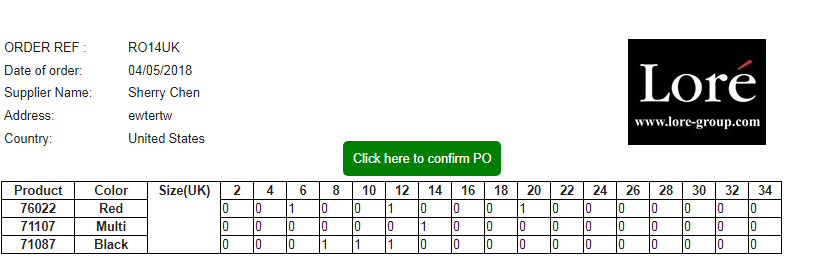 ORDER REF : RO14UK
Date of order: 04/05/2018
Supplier Name: Sherry Chen
Address: ewtertw
Country: United States
Loré
www.lore-group.com
Click here to confirm PO
Product Color Size(UK) 2 4 6 8 10 12 14 16 18 20 22 24 26 28 30 32 34
76022 Red 0 0 1 0 0 1 0 0 0 1 0 0 0 0 0 0 0
71107 Multi 0 0 0 0 0 0 1 0 0 0 0 0 0 0 0 0 0
71087 Black 0 0 0 1 1 1 0 0 0 0 0 0 0 0 0 0 0